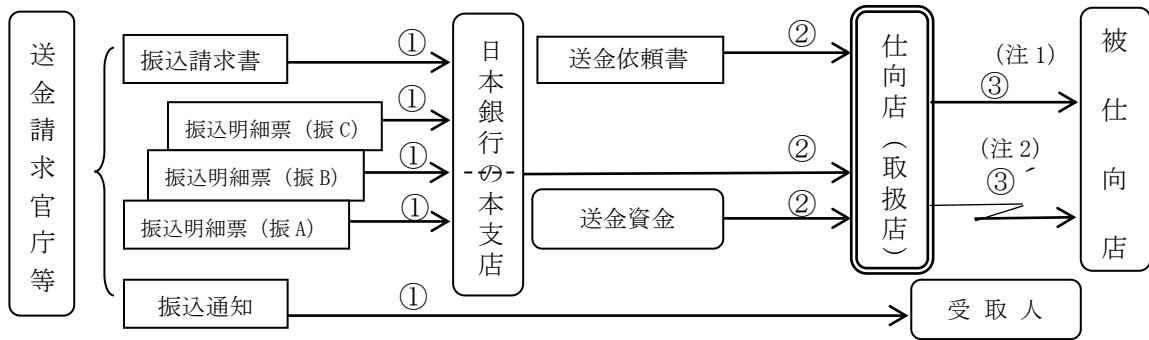 送金請求官庁等
振込請求書
①
振込明細票（振C）
①
振込明細票（振B）
①
振込明細票（振A）
①
振込通知
①
日本銀行の本支店
送金依頼書
②
②
送金資金
②
仕向店（取扱店）
（注1）
③
（注2）
③´
被仕向店
受取人